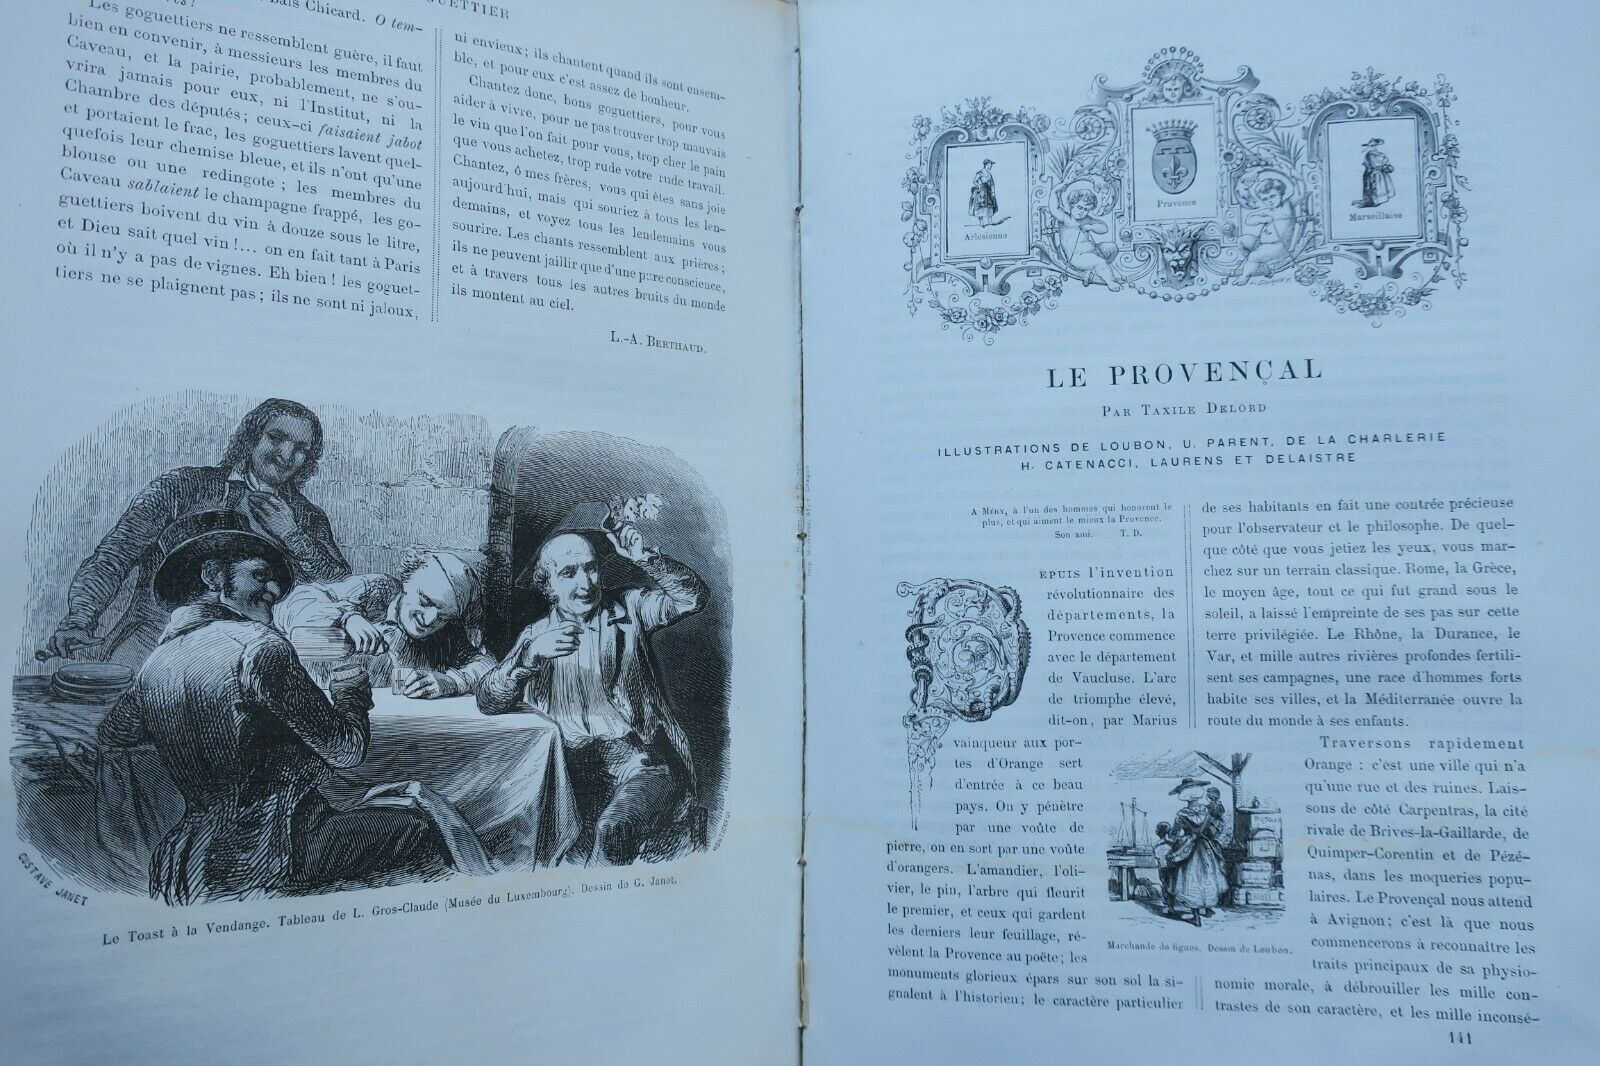 GOGUETTIER
bals Chicard. O tem-
Les goguettiers ne ressemblent guère, il faut
bien en convenir, à messieurs les membres du
Caveau, et la pairie, probablement, ne s'ou-
vrira jamais pour eux, ni l'Institut, ni la
Chambre des députés; ceux-ci faisaient jabot
et portaient le frac, les goguettiers lavent quel-
quefois leur chemise bleue, et ils n'ont qu'une
blouse ou une redingote; les membres du
Caveau sablaient le champagne frappé, les go-
guettiers boivent du vin à douze sous le litre,
et Dieu sait quel vin!... on en fait tant à Paris
où il n'y a pas de vignes. Eh bien! les goguet-
tiers ne se plaignent pas; ils ne sont ni jaloux,
ni envieux; ils chantent quand ils sont ensem-
ble, et pour eux c'est assez de bonheur.
Chantez donc, bons goguettiers, pour vous
aider à vivre, pour ne pas trouver trop mauvais
le vin que l'on fait pour vous, trop cher le pain
que vous achetez, trop rude votre rude travail.
Chantez, ô mes frères, vous qui êtes sans joie
aujourd'hui, mais qui souriez à tous les len-
demains, et voyez tous les lendemains vous
sourire. Les chants ressemblent aux prières;
ils ne peuvent jaillir que d'une pure conscience,
et à travers tous les autres bruits du monde
ils montent au ciel.
L.-A. BERTHAUD.
GUSTAVE JANET
Le Toast à la Vendange. Tableau de L. Gros-Claude (Musée du Luxembourg). Dessin de G. Janet.
Arlesienne
Provence
Marseillaise
LE PROVENÇAL
PAR TAXILE DELORD
ILLUSTRATIONS DE LOUBON, U. PARENT, DE LA CHARLERIE
H. CATENACCI, LAURENS ET DELAISTRE
A MÉRY, à l'un des hommes qui honorent le
plus, et qui aiment le mieux la Provence.
Son ami. T. D.
DEPUIS l'invention
révolutionnaire des
départements, la
Provence commence
avec le département
de Vaucluse. L'arc
de triomphe élevé,
dit-on, par Marius
vainqueur aux por-
tes d'Orange sert
d'entrée à ce beau
pays. On y pénètre
par une voûte de
pierre, on en sort par une voûte
d'orangers. L'amandier, l'oli-
vier, le pin, l'arbre qui fleurit
le premier, et ceux qui gardent
les derniers leur feuillage, ré-
vèlent la Provence au poëte; les
monuments glorieux épars sur son sol la si-
gnalent à l'historien; le caractère particulier
de ses habitants en fait une contrée précieuse
pour l'observateur et le philosophe. De quel-
que côté que vous jetiez les yeux, vous mar-
chez sur un terrain classique. Rome, la Grèce,
le moyen âge, tout ce qui fut grand sous le
soleil, a laissé l'empreinte de ses pas sur cette
terre privilégiée. Le Rhône, la Durance, le
Var, et mille autres rivières profondes fertili-
sent ses campagnes, une race d'hommes forts
habite ses villes, et la Méditerranée ouvre la
route du monde à ses enfants.
Traversons rapidement
Orange : c'est une ville qui n'a
qu'une rue et des ruines. Lais-
sons de côté Carpentras, la cité
rivale de Brives-la-Gaillarde, de
Quimper-Corentin et de Pézé-
nas, dans les moqueries popu-
laires. Le Provençal nous attend
à Avignon; c'est là que nous
commencerons à reconnaître les
traits principaux de sa physio-
nomie morale, à débrouiller les mille con-
trastes de son caractère, et les mille inconsé-
Marchande de figues. Dessin de Loubon.
141